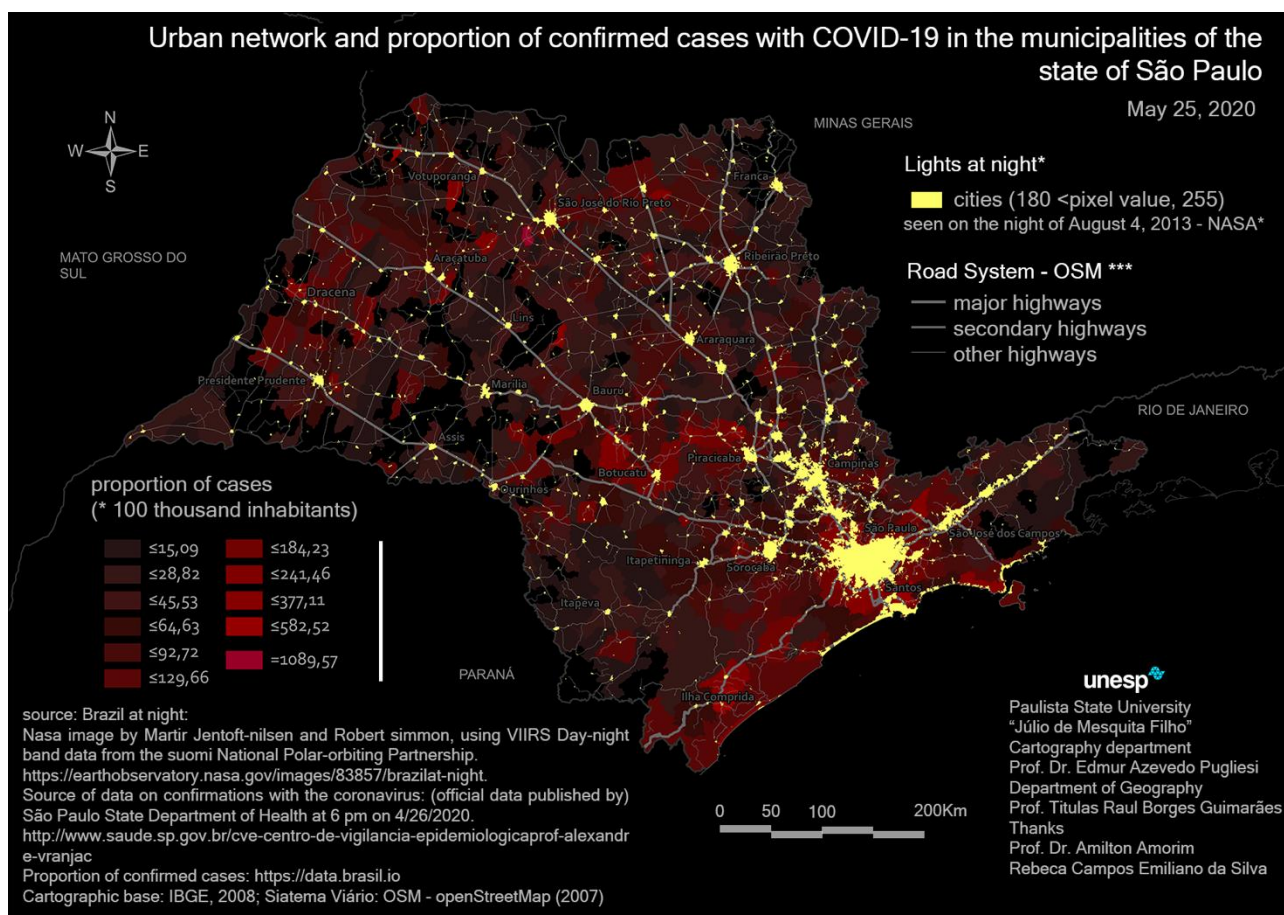 Urban network and proportion of confirmed cases with COVID-19 in the municipalities of the
state of São Paulo
May 25, 2020
N
W
E
S
MINAS GERAIS
MATO GROSSO DO
SUL
RIO DE JANEIRO
PARANÁ
Lights at night*
cities (180 <pixel value, 255)
seen on the night of August 4, 2013 - NASA*
Road System - OSM ***
major highways
secondary highways
other highways
Votuporanga
São José do Rio Preto
Franca
Araçatuba
Ribeirão Preto
Dracena
Lins
Araraquara
Presidente Prudente
Marília
Bauru
Assis
Botucatu
Piracicaba
Campinas
Ourinhos
São Paulo
São José dos Campos
Itapetininga
Sorocaba
Santos
Itapeva
Ilha Comprida
proportion of cases
(* 100 thousand inhabitants)
≤15,09
≤28,82
≤45,53
≤64,63
≤92,72
≤129,66
≤184,23
≤241,46
≤377,11
≤582,52
=1089,57
source: Brazil at night:
Nasa image by Martir Jentoft-nilsen and Robert simmon, using VIIRS Day-night
band data from the suomi National Polar-orbiting Partnership.
https://earthobservatory.nasa.gov/images/83857/brazilat-night.
Source of data on confirmations with the coronavirus: (official data published by)
São Paulo State Department of Health at 6 pm on 4/26/2020.
http://www.saude.sp.gov.br/cve-centro-de-vigilancia-epidemiologicaprof-alexandr
e-vranjac
Proportion of confirmed cases: https://data.brasil.io
Cartographic base: IBGE, 2008; Siatema Viário: OSM - openStreetMap (2007)
0 50 100 200Km
unesp
Paulista State University
“Júlio de Mesquita Filho”
Cartography department
Prof. Dr. Edmur Azevedo Pugliesi
Department of Geography
Prof. Titulas Raul Borges Guimarães
Thanks
Prof. Dr. Amilton Amorim
Rebeca Campos Emiliano da Silva